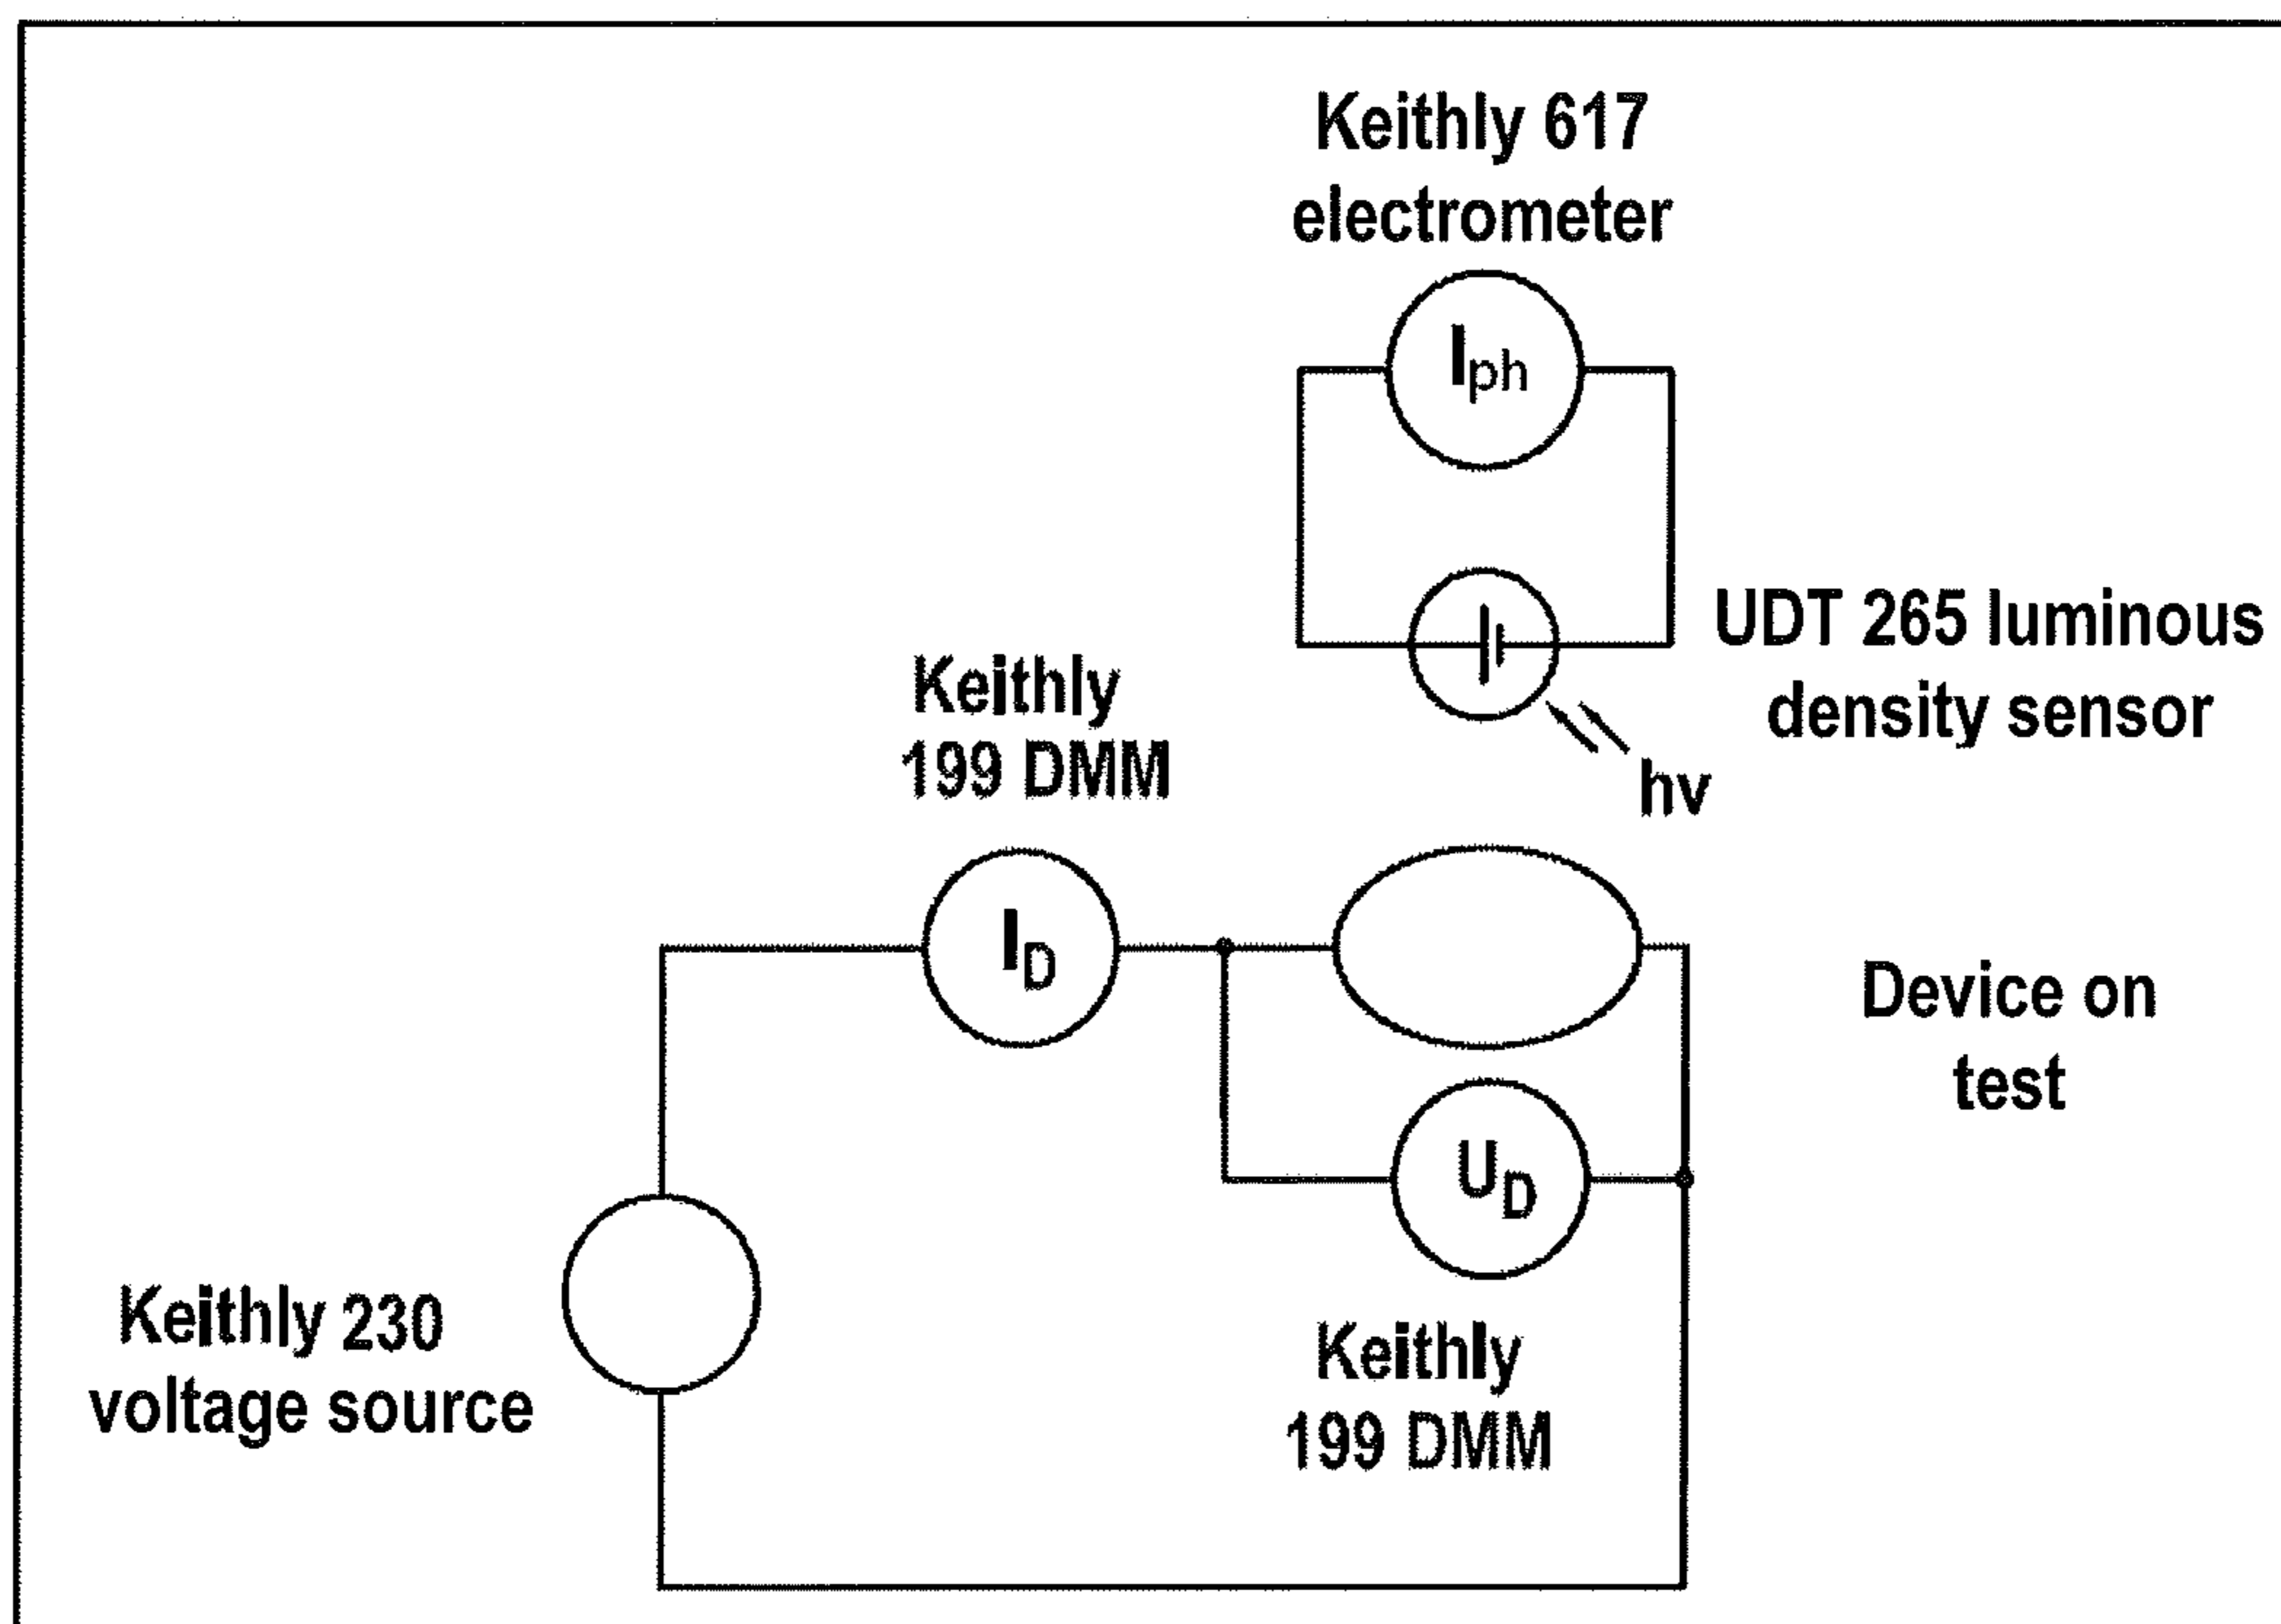 Keithly 617
electrometer
Iph
UDT 265 luminous
density sensor
hv
Keithly
199 DMM
ID
Device on
test
UD
Keithly 230
voltage source
Keithly
199 DMM